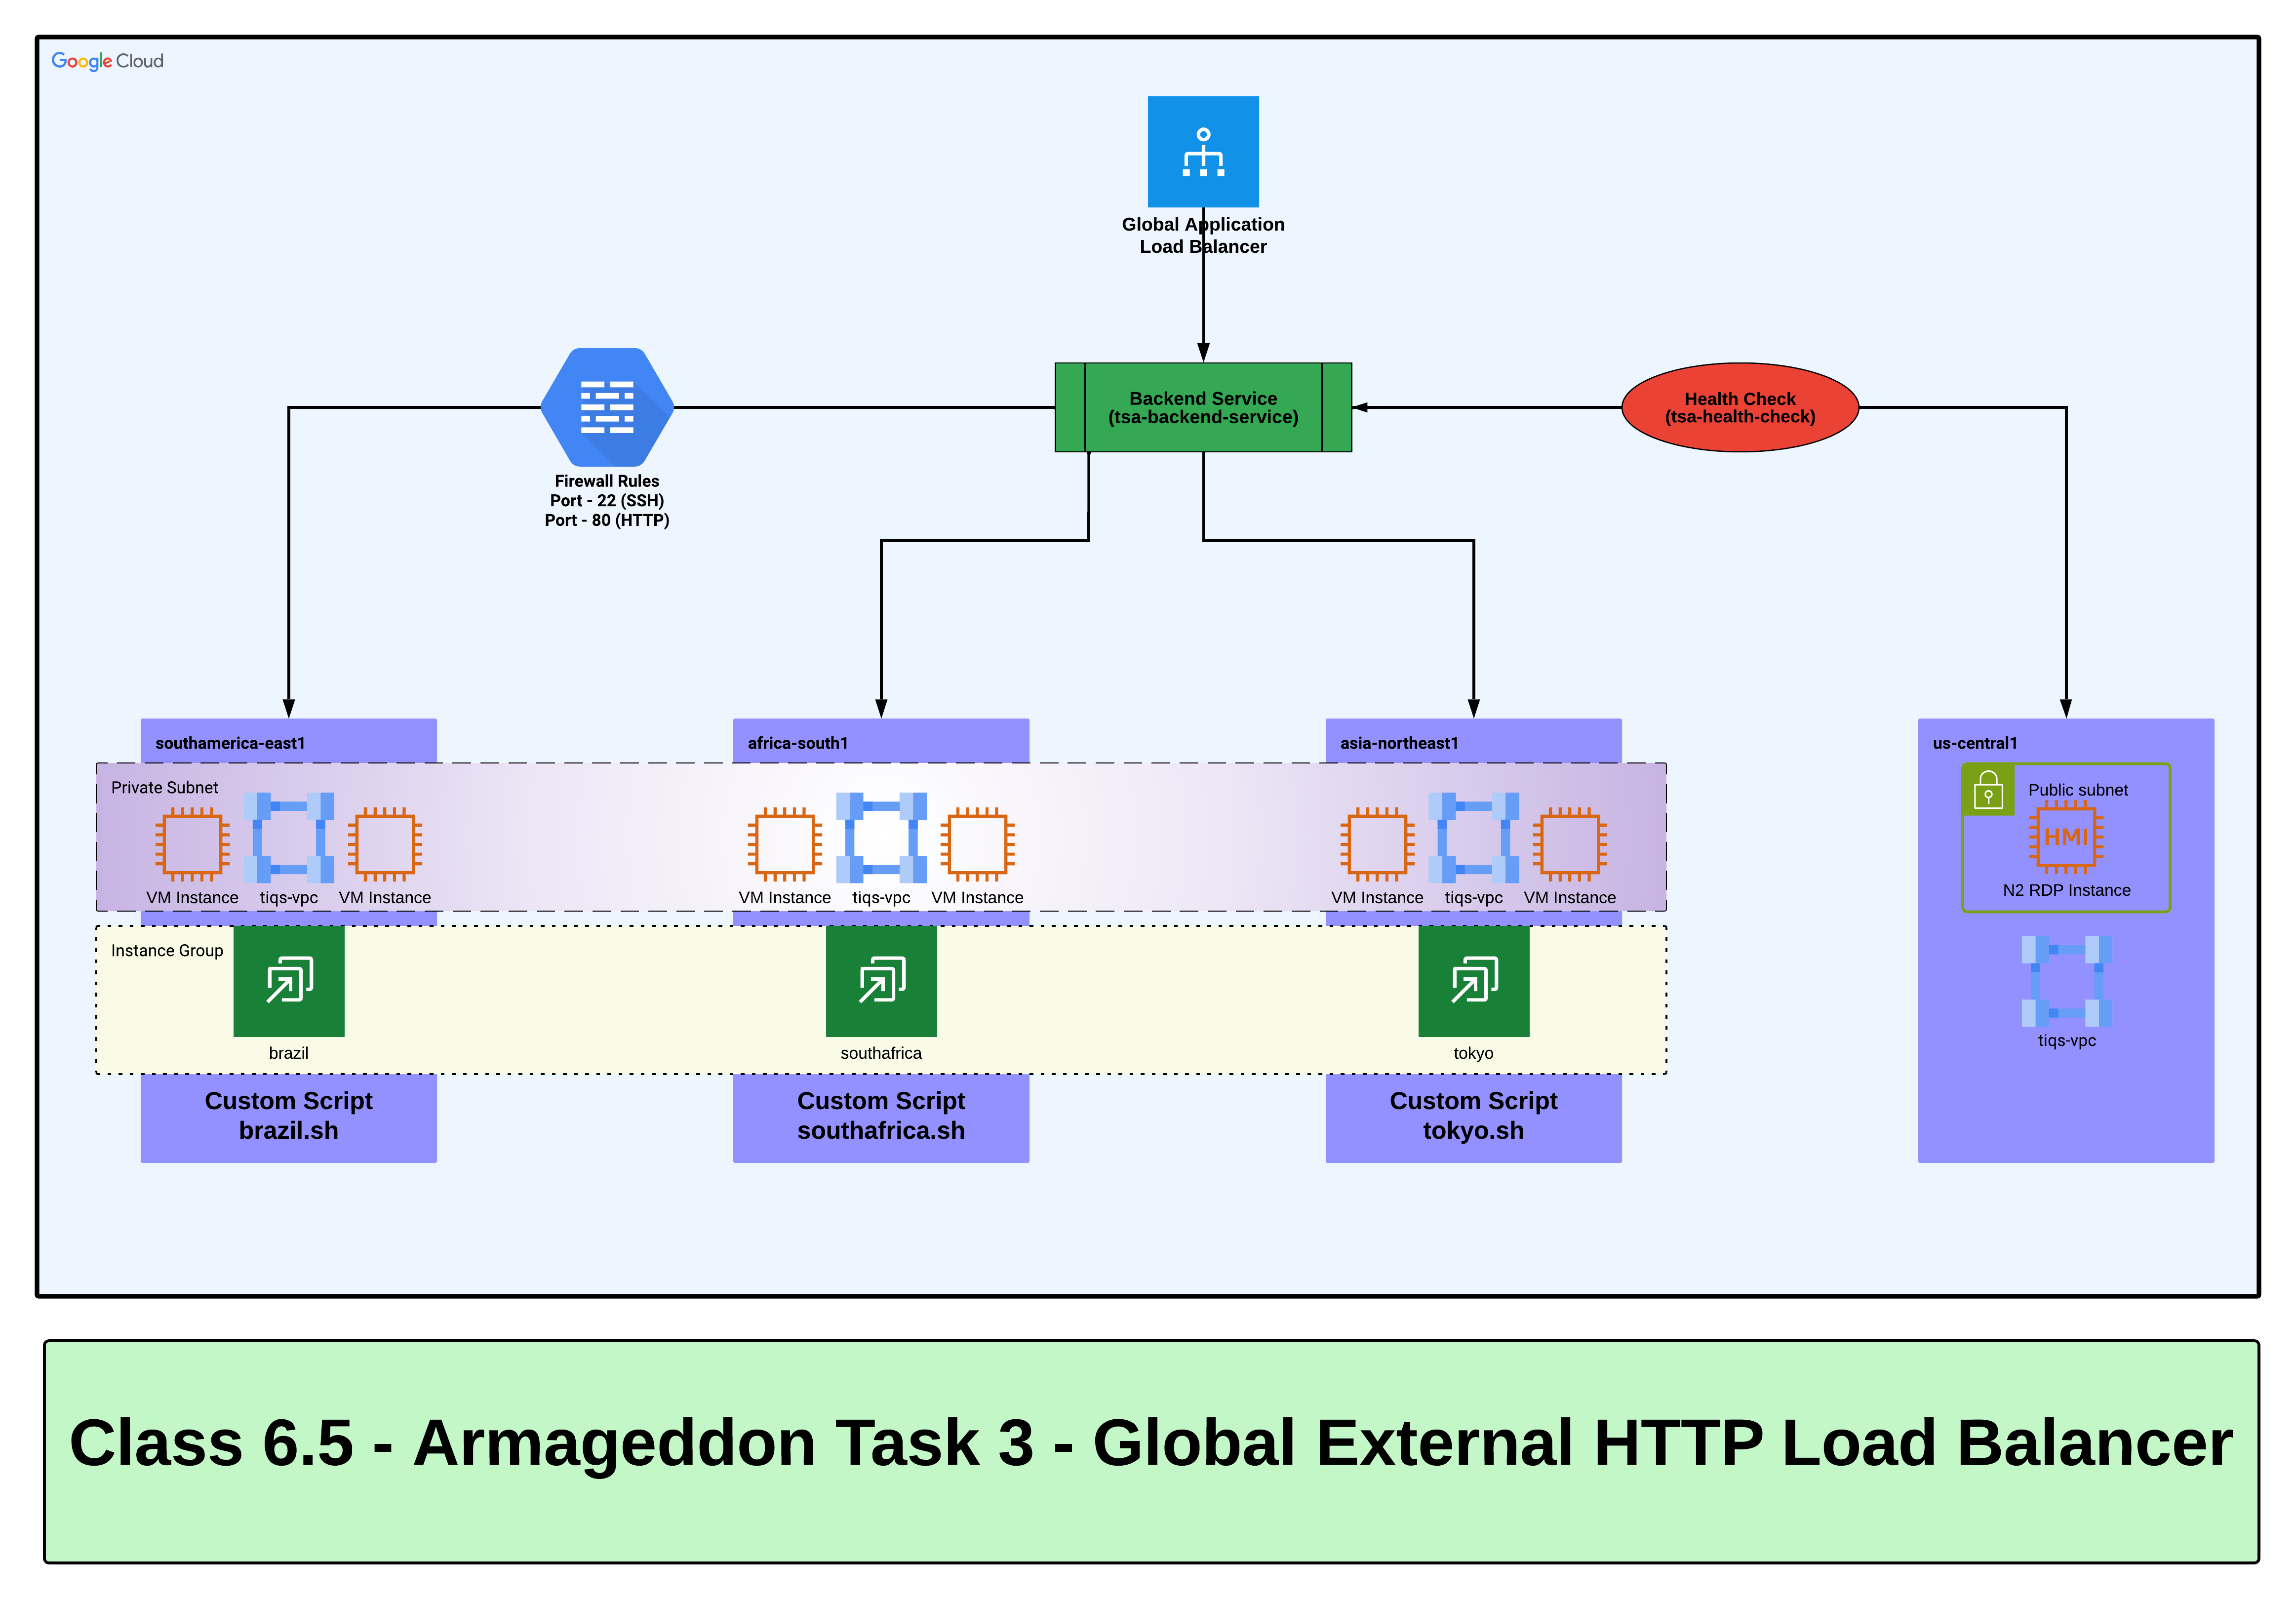 Google Cloud
Global Application
Load Balancer
Firewall Rules
Port - 22 (SSH)
Port - 80 (HTTP)
Backend Service
(tsa-backend-service)
Health Check
(tsa-health-check)
southamerica-east1
africa-south1
asia-northeast1
us-central1
Private Subnet
VM Instance
tiqs-vpc
VM Instance
VM Instance
tiqs-vpc
VM Instance
VM Instance
tiqs-vpc
VM Instance
Public subnet
HMI
N2 RDP Instance
tiqs-vpc
Instance Group
brazil
southafrica
tokyo
Custom Script
brazil.sh
Custom Script
southafrica.sh
Custom Script
tokyo.sh
Class 6.5 - Armageddon Task 3 - Global External HTTP Load Balancer